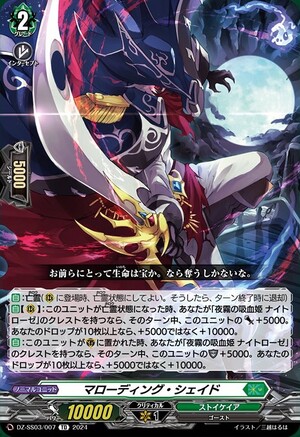 2
グレード
インターセプト
シールド
5000
お前らにとって生命は宝か。なら奪うしかないな。
永：亡霊（に登場時、亡霊状態にしてよい。そうしたら、ターン終了時に退却）
【】：このユニットが亡霊状態になった時、あなたが「夜霧の吸血姫 ナイトローゼ」のクレストを持つなら、そのターン中、このユニットの+5000。あなたのドロップが10枚以上なら、+5000ではなく+10000。
【】：このユニットがに置かれた時、あなたが「夜霧の吸血姫 ナイトローゼ」のクレストを持つなら、そのターン中、このユニットのパワー+5000。あなたのドロップが10枚以上なら、+5000ではなく+10000。
ノーマルユニット
マローディング・シェイド
パワー
10000
クリティカル
1
ストイケイア
ゴースト
DZ-SS03/007 TD 2024
イラスト／三越はるは